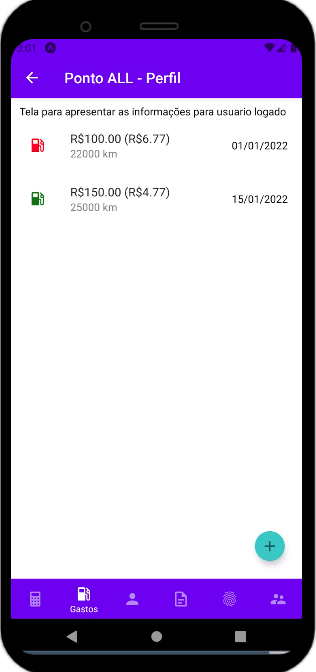 3:01
Ponto ALL - Perfil
Tela para apresentar as informações para usuario logado
R$100.00 (R$6.77)
22000 km
01/01/2022
R$150.00 (R$4.77)
25000 km
15/01/2022
Gastos